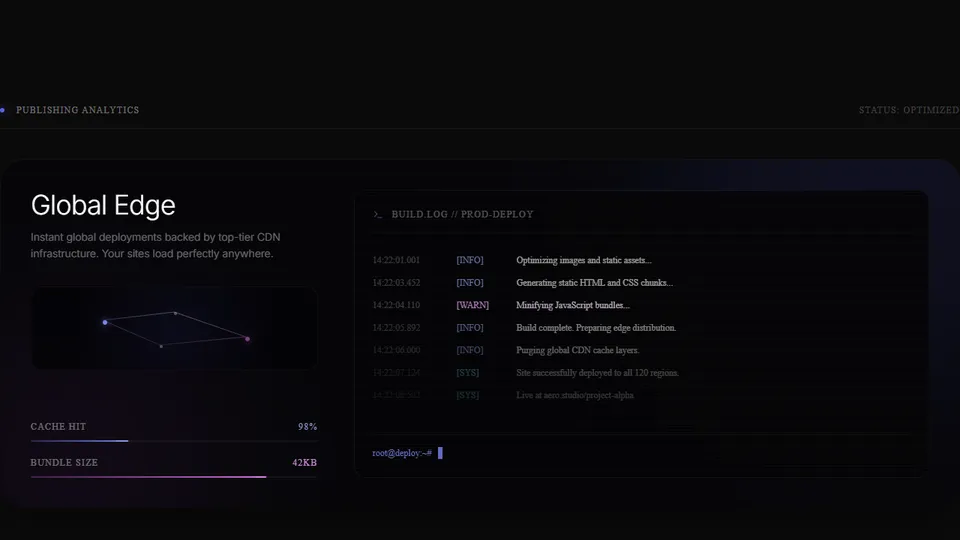 PUBLISHING ANALYTICS
STATUS: OPTIMIZED
Global Edge
Instant global deployments backed by top-tier CDN
infrastructure. Your sites load perfectly anywhere.
CACHE HIT 98%
BUNDLE SIZE 42KB
>_ BUILD.LOG // PROD-DEPLOY
14:22:01.001 [INFO] Optimizing images and static assets...
14:22:03.452 [INFO] Generating static HTML and CSS chunks...
14:22:04.110 [WARN] Minifying JavaScript bundles...
14:22:05.892 [INFO] Build complete. Preparing edge distribution.
14:22:06.000 [INFO] Purging global CDN cache layers.
14:22:07.124 [SYS] Site successfully deployed to all 120 regions.
[SYS] Live at aero.studio/project-alpha
root@deploy:~#